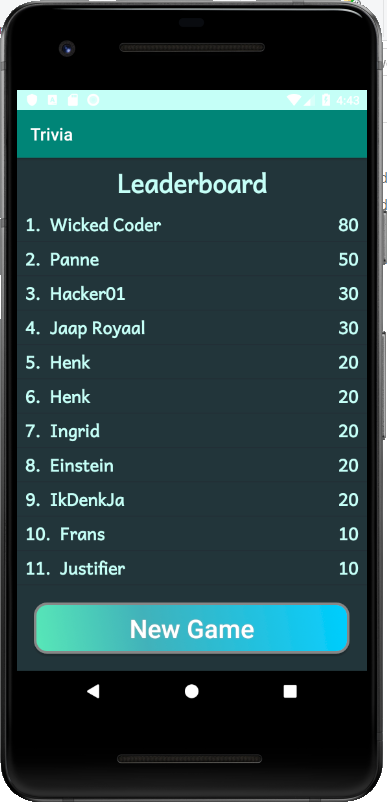 4:43
Trivia
Leaderboard
1. Wicked Coder 80
2. Panne 50
3. Hacker01 30
4. Jaap Royaal 30
5. Henk 20
6. Henk 20
7. Ingrid 20
8. Einstein 20
9. IkDenkJa 20
10. Frans 10
11. Justifier 10
New Game